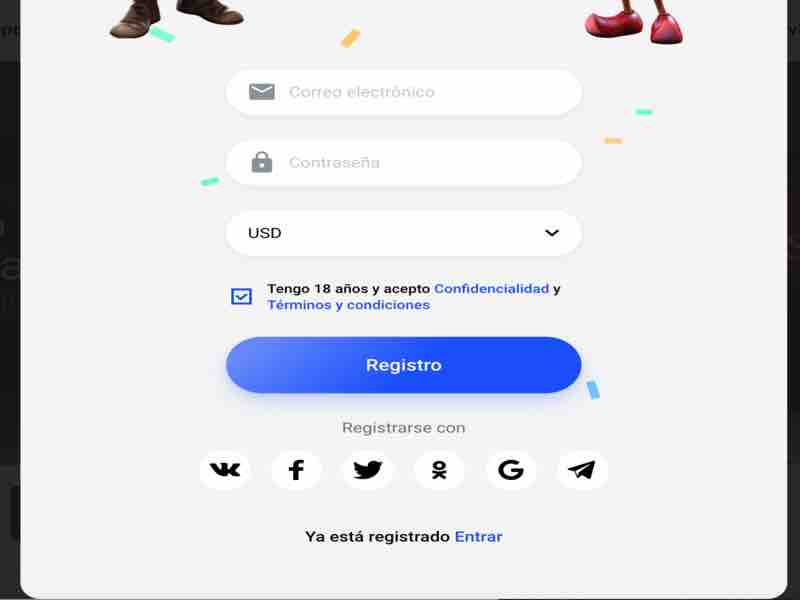 Correo electrónico
Contraseña
USD
Tengo 18 años y acepto Confidencialidad y
Términos y condiciones
Registro
Registrarse con
Ya está registrado Entrar